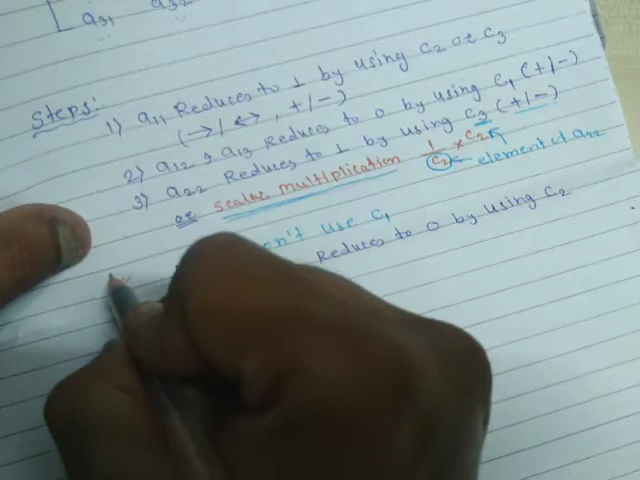 a31 a32
Steps:
1) a11 Reduces to 1 by using C2 or C3
(→/↔, +/-)
2) a12 & a13 Reduces to 0 by using C1 (+/-)
3) a22 Reduces to 1 by using C3 (+/-)
or scalar multiplication 1/C2 × C2 element of a22
on't use C1
Reduces to 0 by using C2